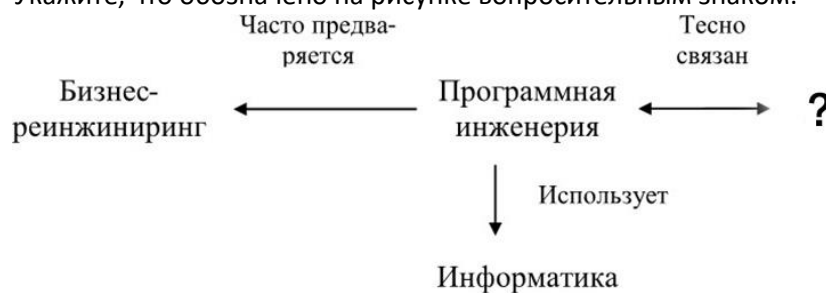 Укажите, что обозначено на рисунке вопросительным знаком.
Часто предва-
ряется
Тесно
связан
Бизнес-
реинжиниринг
Программная
инженерия
?
Использует
Информатика